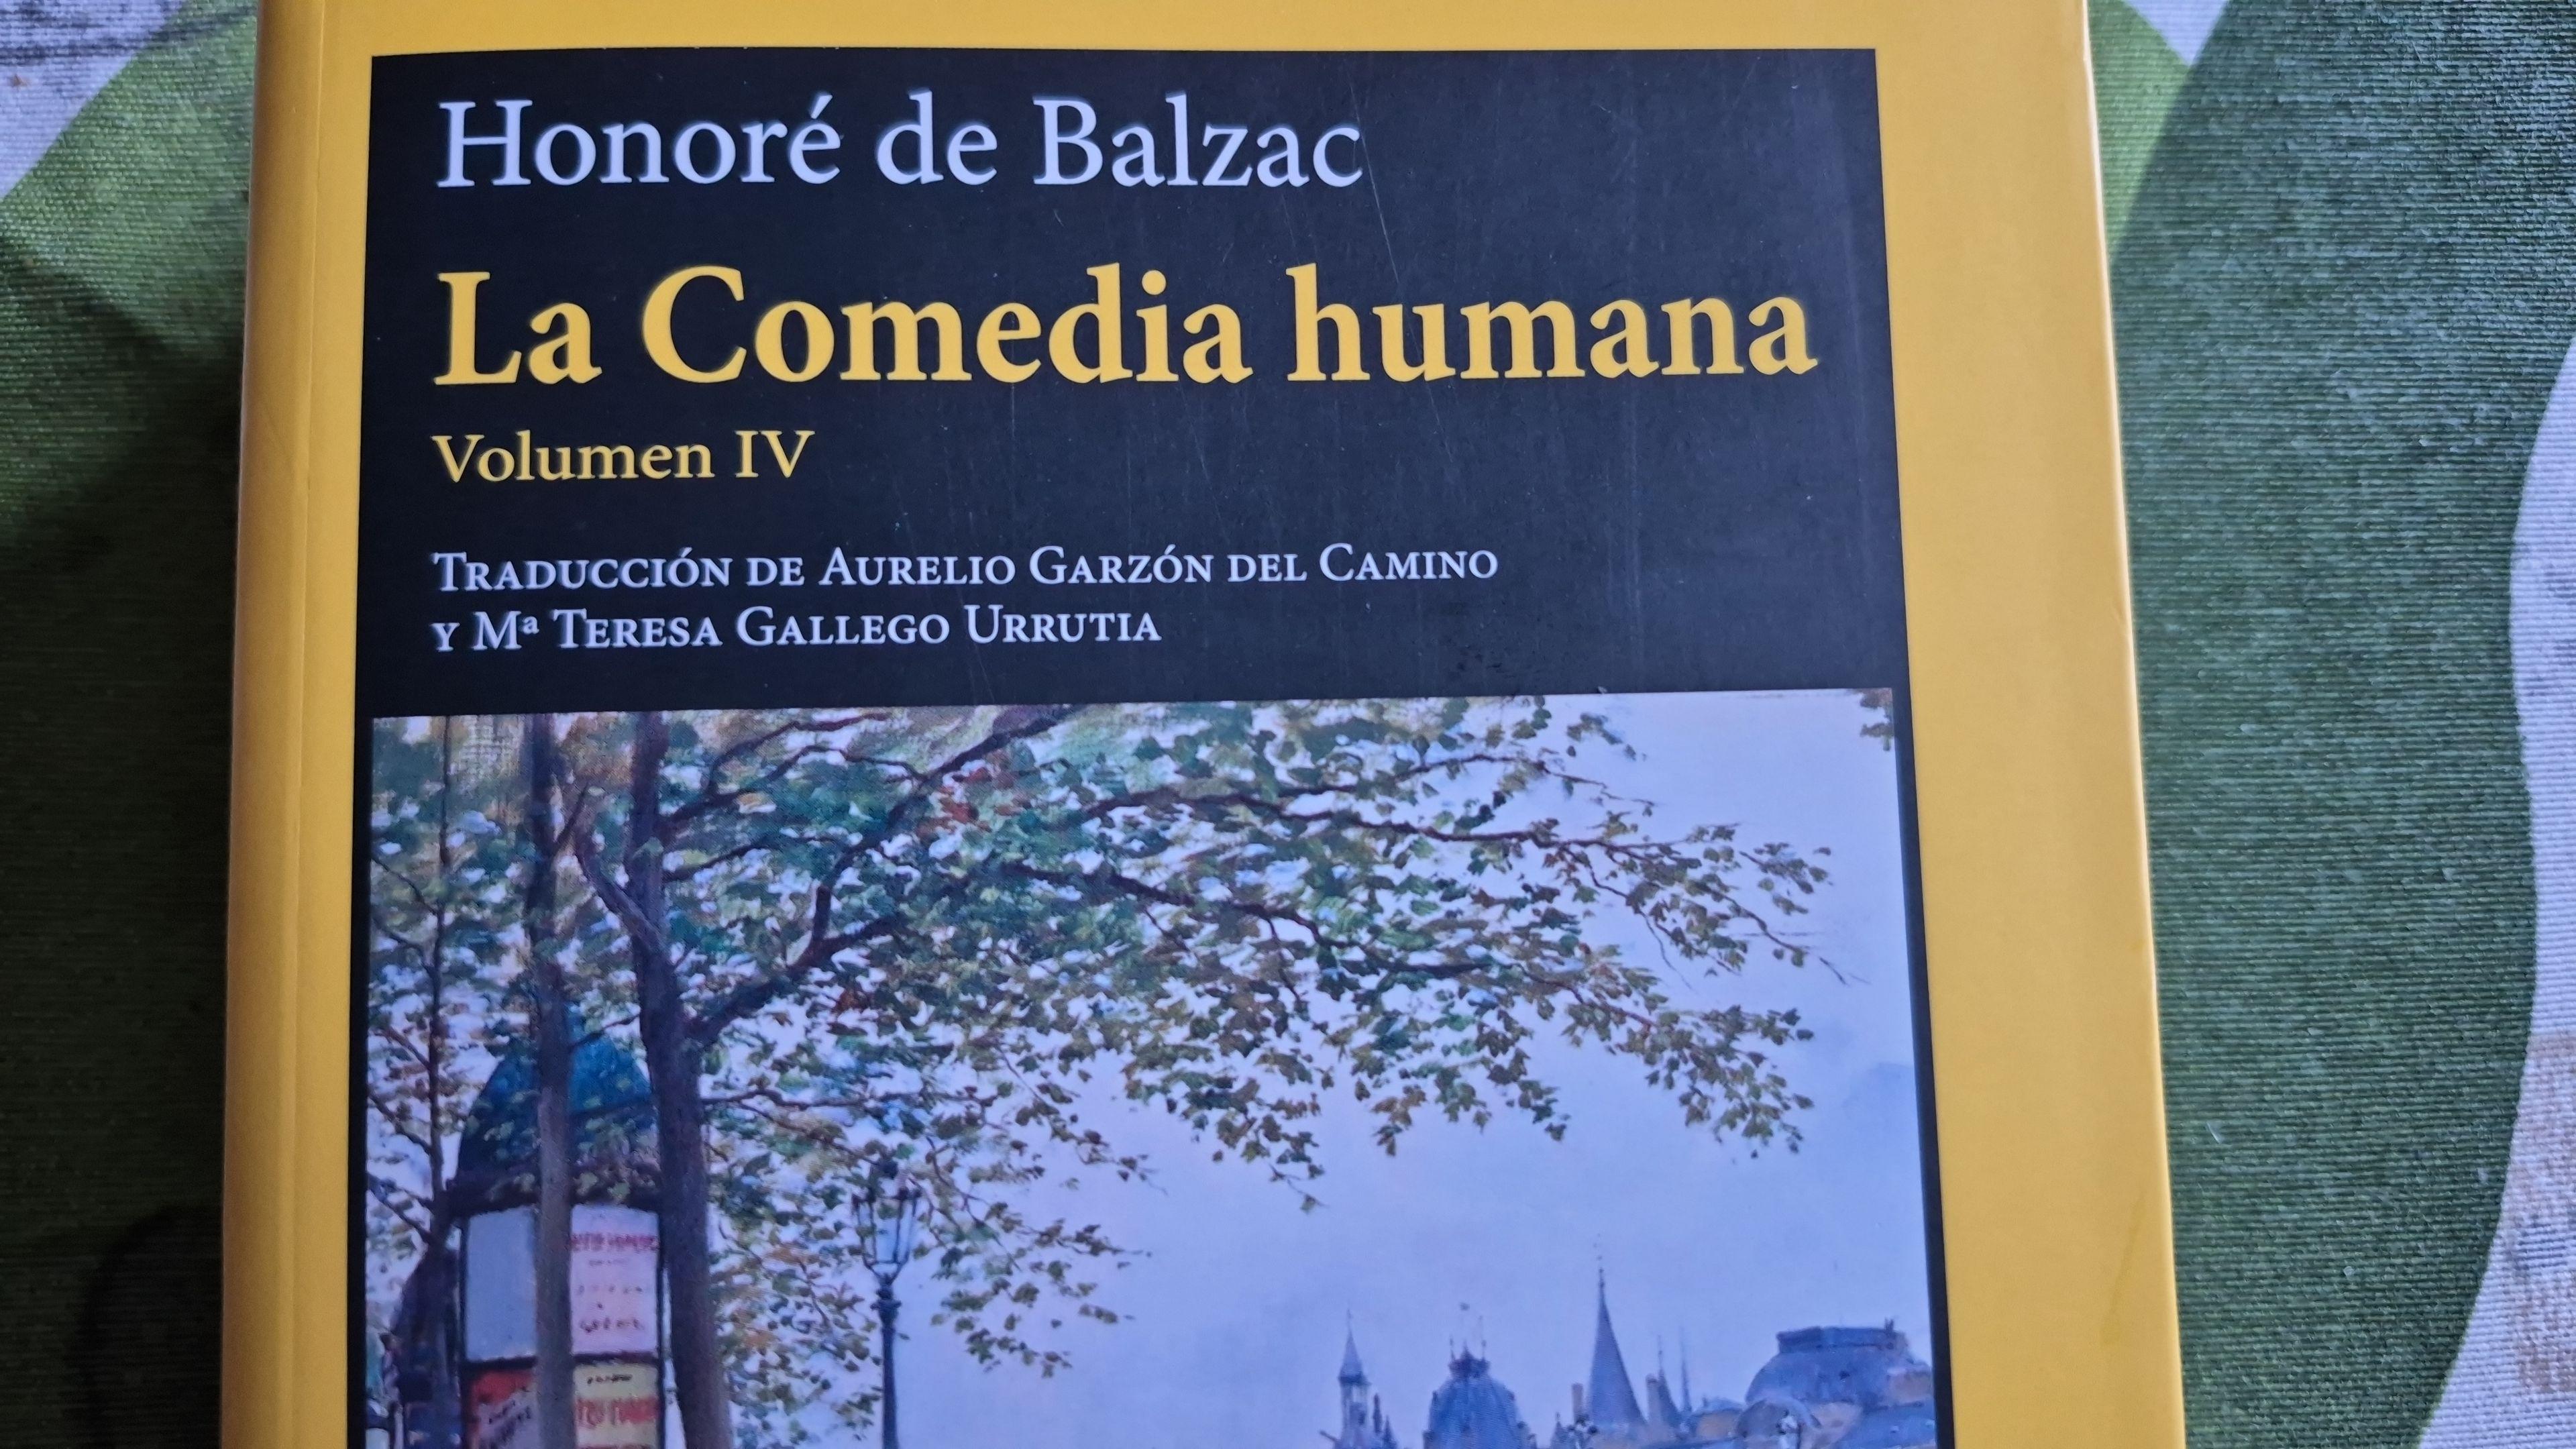 Honoré de Balzac
La Comedia humana
Volumen IV
Traducción de Aurelio Garzón del Camino
y Mª Teresa Gallego Urrutia